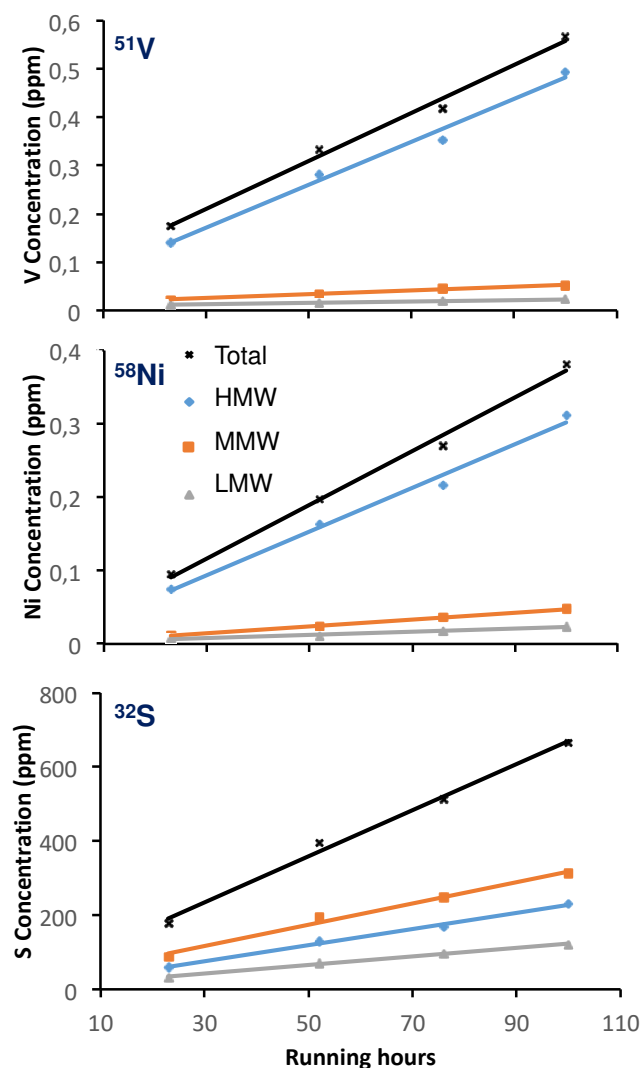 ⁵¹V
V Concentration (ppm)
0,6
0,5
0,4
0,3
0,2
0,1
0
⁵⁸Ni
Ni Concentration (ppm)
0,4
0,3
0,2
0,1
0
Total
HMW
MMW
LMW
³²S
S Concentration (ppm)
800
600
400
200
0
10 30 50 70 90 110
Running hours